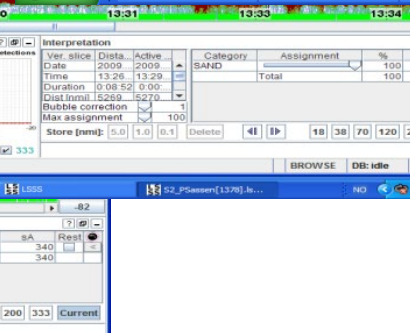 0 13:31 13:33 13:34
Interpretation
etections
Ver. slice Dista... Active...
Date 2009... 2009...
Time 13:26... 13:29...
Duration 0:08:52 0:00:...
Dist [nmi] 5269... 5270...
Bubble correction 1
Max assignment 100
Category Assignment %
SAND 100
Total 100
-20
333
Store [nmi]: 5.0 1.0 0.1 Delete 18 38 70 120 2
BROWSE DB: idle
LSSS S2_PSassen[1378].ls... NO
-82
sA Rest
340 <
340
200 333 Current